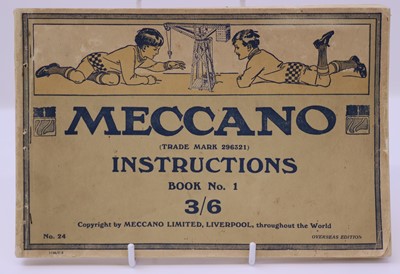 MECCANO
(TRADE MARK 296321)
INSTRUCTIONS
BOOK No. 1
3/6
Copyright by MECCANO LIMITED, LIVERPOOL, throughout the World
No. 24
OVERSEAS EDITION